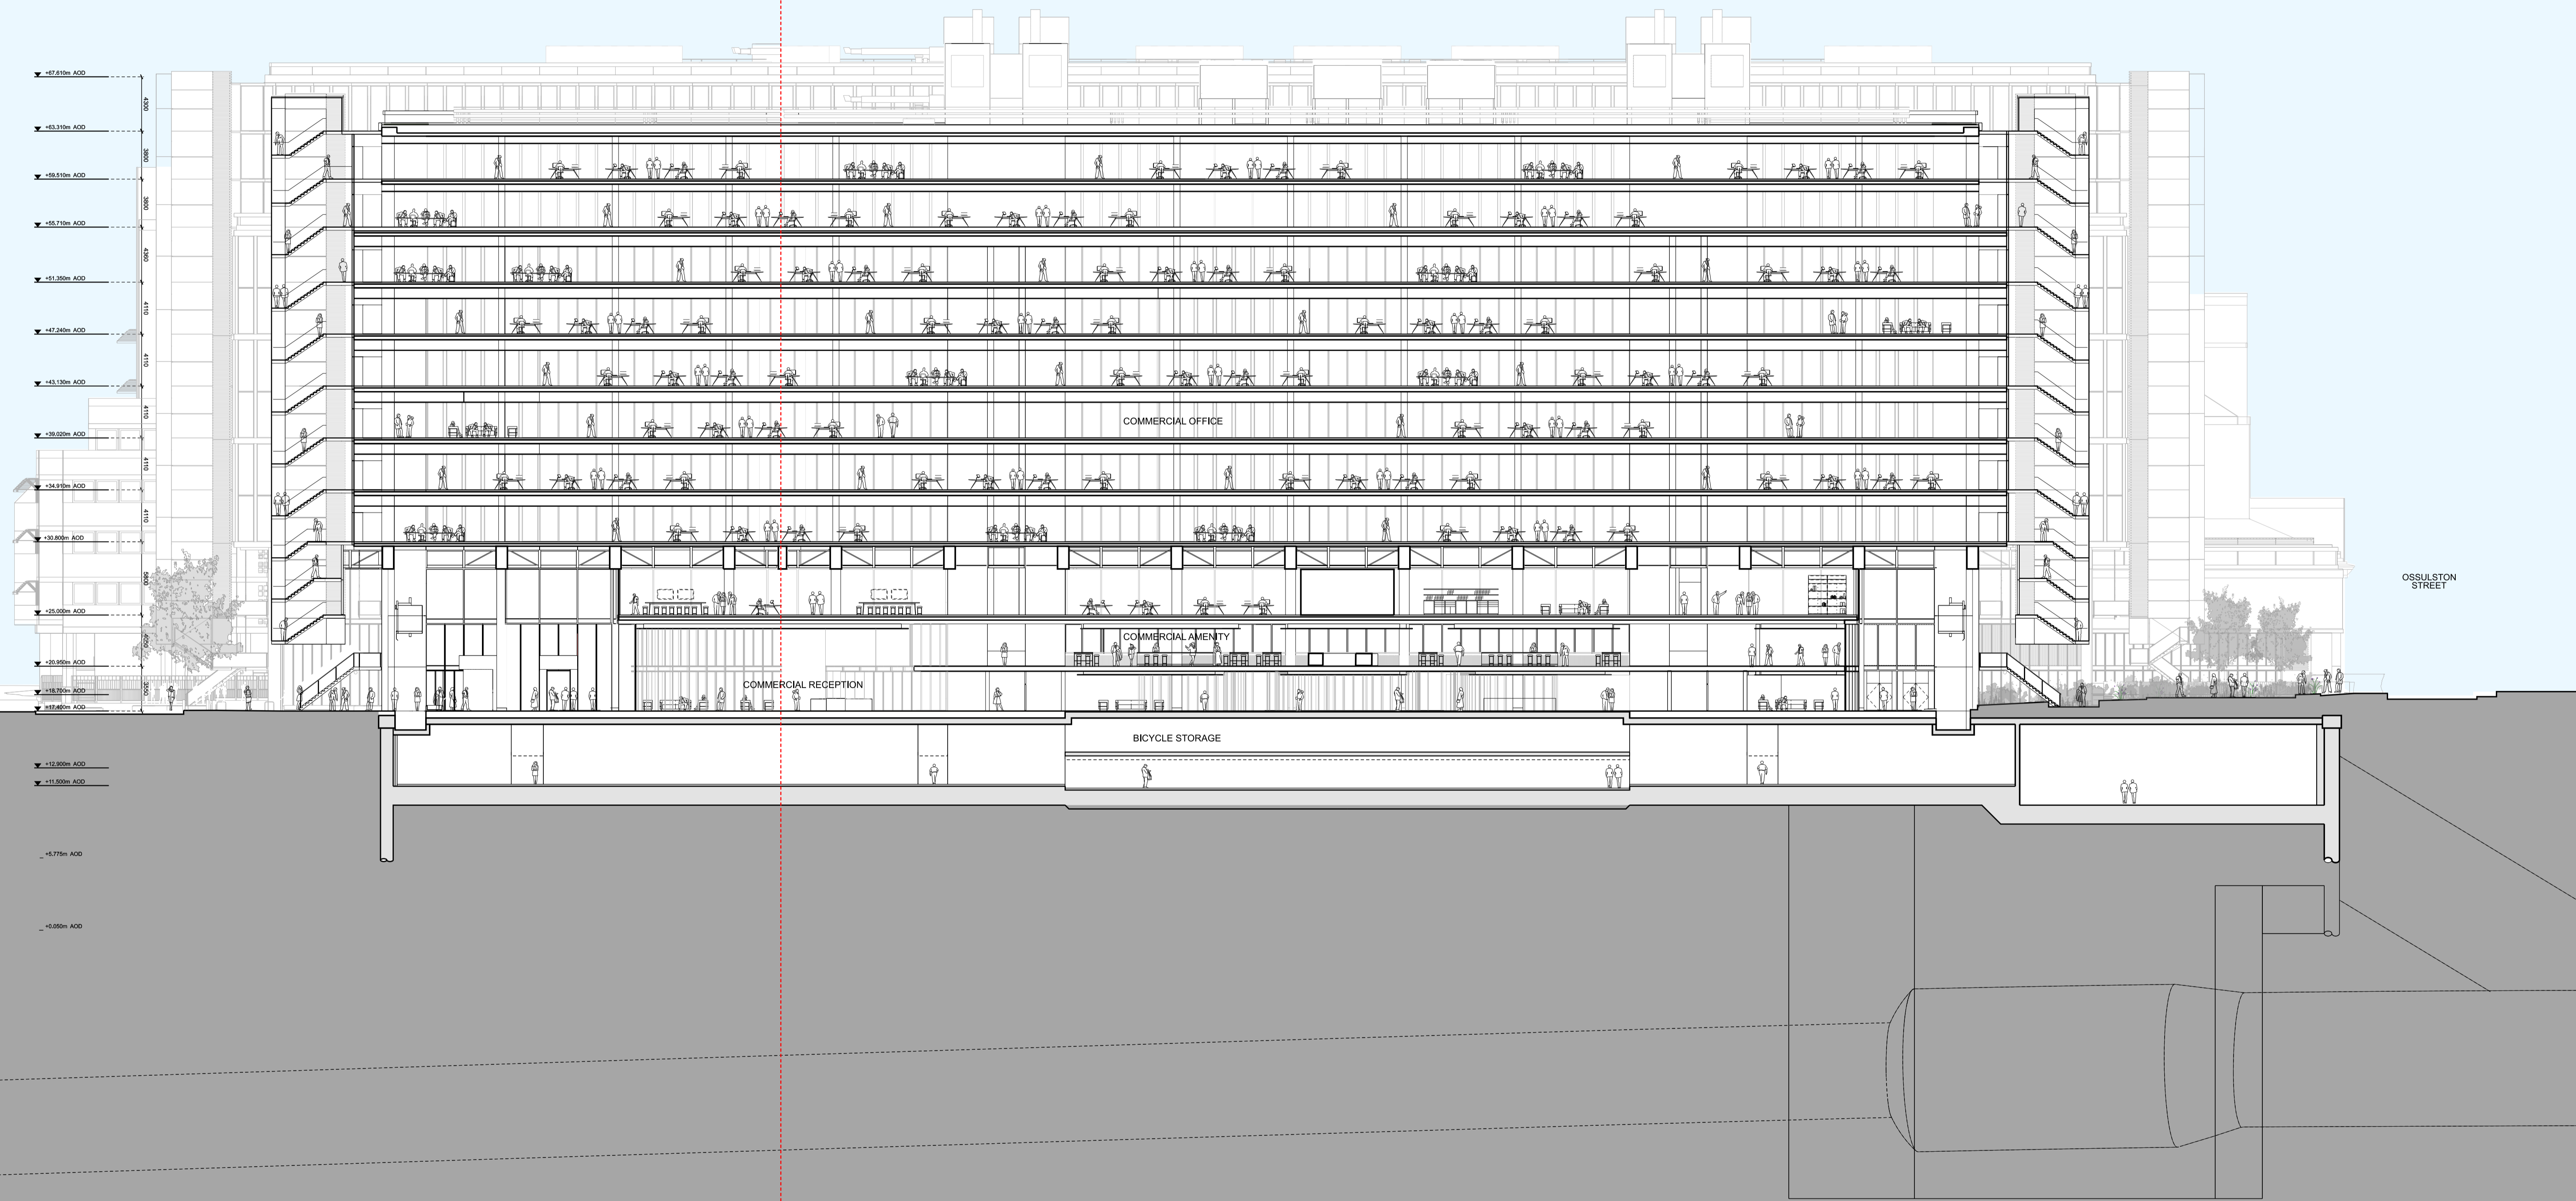 +67.610m AOD
4300
+63.310m AOD
3800
+59.510m AOD
3800
+55.710m AOD
4360
+51.350m AOD
4110
+47.240m AOD
4110
+43.130m AOD
4110
COMMERCIAL OFFICE
+39.020m AOD
4110
+34.910m AOD
4110
+30.800m AOD
5800
OSSULSTON
STREET
+25.000m AOD
4050
COMMERCIAL AMENITY
+20.950m AOD
3550
COMMERCIAL RECEPTION
+18.700m AOD
+17.400m AOD
BICYCLE STORAGE
+12.900m AOD
+11.500m AOD
+5.775m AOD
+0.050m AOD